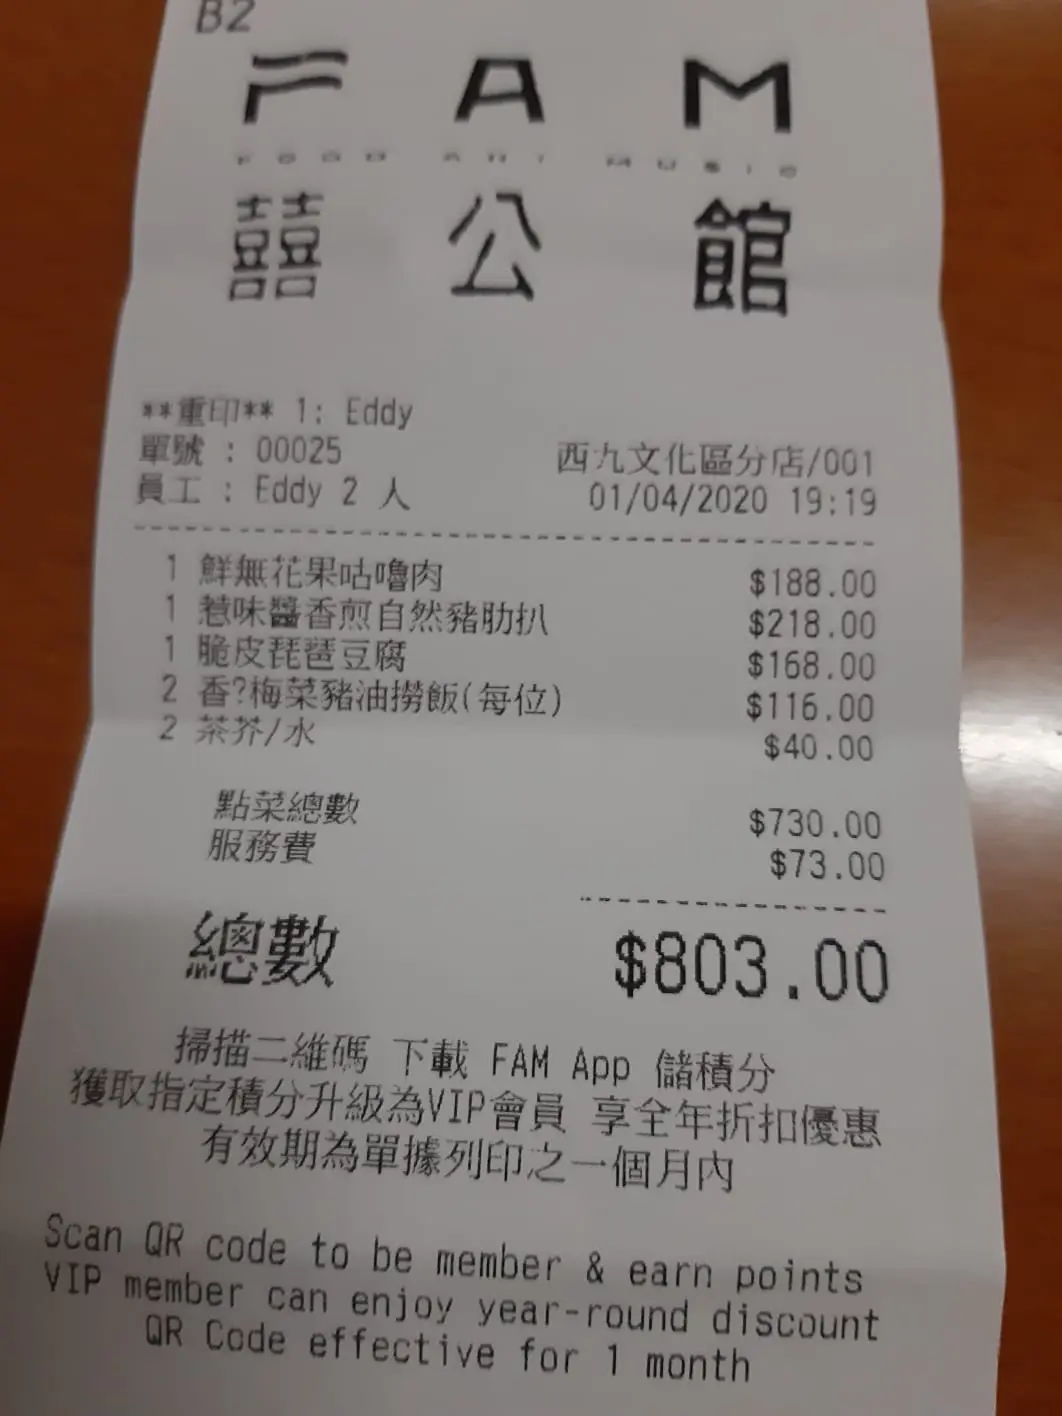 B2
FAM
FOOD ART MUSIC
囍公館
**重印** 1: Eddy
單號 : 00025
西九文化區分店/001
員工 : Eddy 2 人
01/04/2020 19:19
1 鮮無花果咕嚕肉 $188.00
1 惹味醬香煎自然豬肋扒 $218.00
1 脆皮琵琶豆腐 $168.00
2 香?梅菜豬油撈飯(每位) $116.00
2 茶芥/水 $40.00
點菜總數 $730.00
服務費 $73.00
總數 $803.00
掃描二維碼 下載 FAM App 儲積分
獲取指定積分升級為VIP會員 享全年折扣優惠
有效期為單據列印之一個月內
Scan QR code to be member & earn points
VIP member can enjoy year-round discount
QR Code effective for 1 month